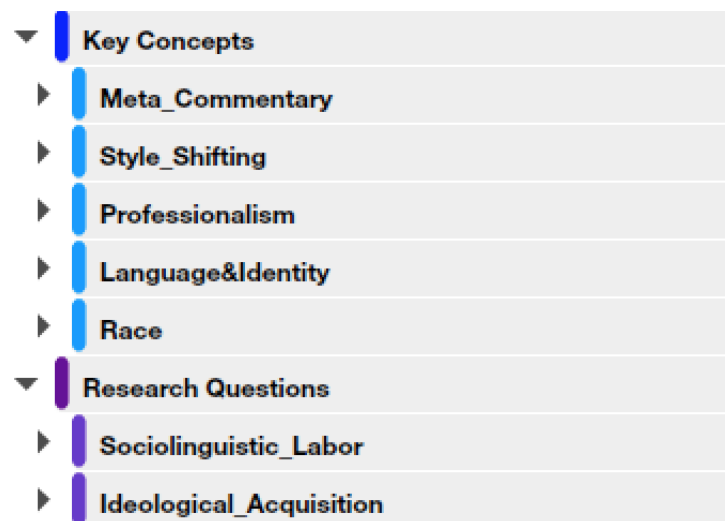 Key Concepts
Meta_Commentary
Style_Shifting
Professionalism
Language&Identity
Race
Research Questions
Sociolinguistic_Labor
Ideological_Acquisition